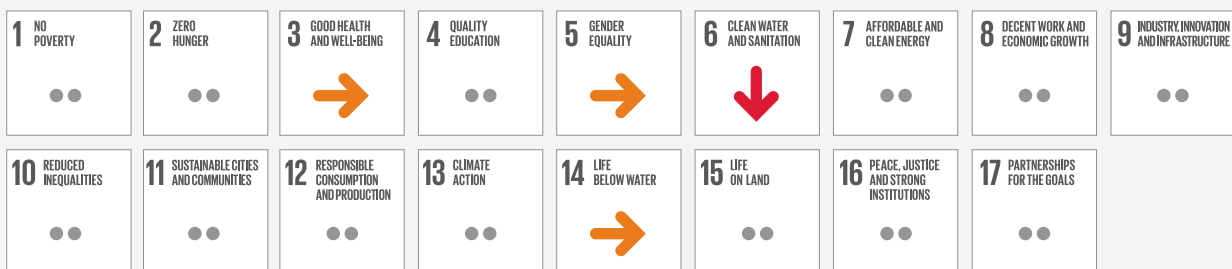 1 NO
POVERTY
2 ZERO
HUNGER
3 GOOD HEALTH
AND WELL-BEING
4 QUALITY
EDUCATION
5 GENDER
EQUALITY
6 CLEAN WATER
AND SANITATION
7 AFFORDABLE AND
CLEAN ENERGY
8 DECENT WORK AND
ECONOMIC GROWTH
9 INDUSTRY, INNOVATION
AND INFRASTRUCTURE
10 REDUCED
INEQUALITIES
11 SUSTAINABLE CITIES
AND COMMUNITIES
12 RESPONSIBLE
CONSUMPTION
AND PRODUCTION
13 CLIMATE
ACTION
14 LIFE
BELOW WATER
15 LIFE
ON LAND
16 PEACE, JUSTICE
AND STRONG
INSTITUTIONS
17 PARTNERSHIPS
FOR THE GOALS